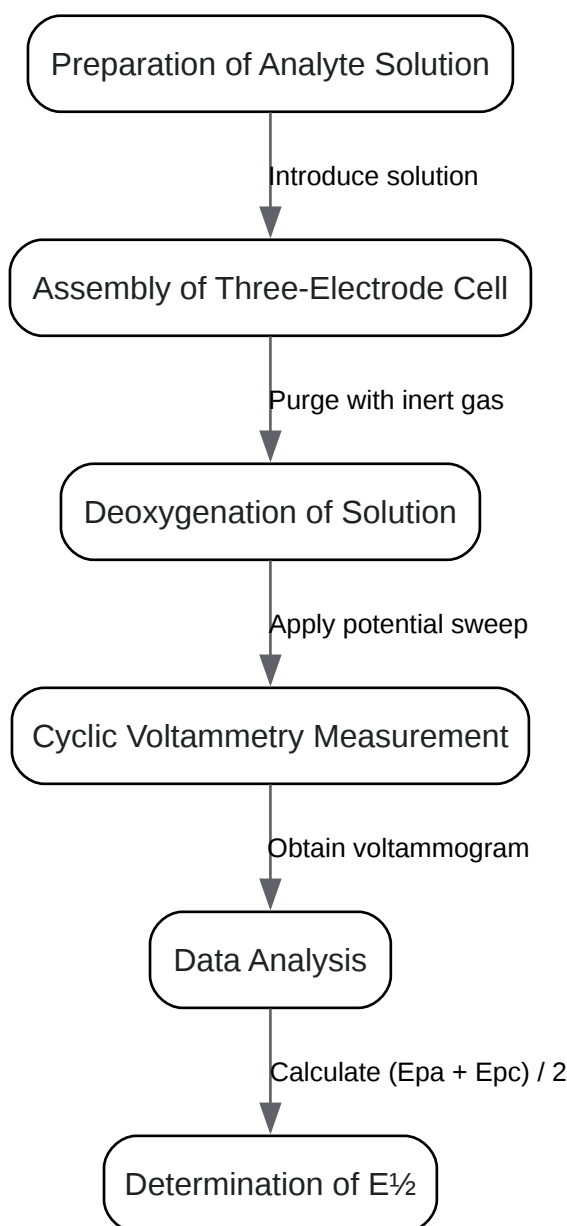 Preparation of Analyte Solution
Introduce solution
Assembly of Three-Electrode Cell
Purge with inert gas
Deoxygenation of Solution
Apply potential sweep
Cyclic Voltammetry Measurement
Obtain voltammogram
Data Analysis
Calculate (Epa + Epc) / 2
Determination of E½